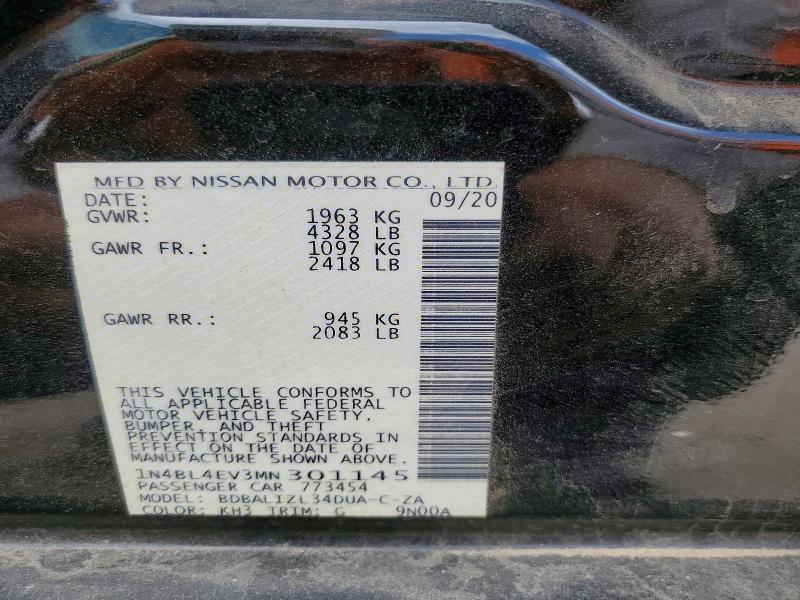 MFD BY NISSAN MOTOR CO., LTD.
DATE: 09/20
GVWR: 1963 KG
4328 LB
GAWR FR.: 1097 KG
2418 LB
GAWR RR.: 945 KG
2083 LB
THIS VEHICLE CONFORMS TO
ALL APPLICABLE FEDERAL
MOTOR VEHICLE SAFETY,
BUMPER, AND THEFT
PREVENTION STANDARDS IN
EFFECT ON THE DATE OF
MANUFACTURE SHOWN ABOVE.
1N4BL4EV3MN301145
PASSENGER CAR 773454
MODEL: BDBALIZL34DUA-C-ZA
COLOR: KH3 TRIM: G 9N00A